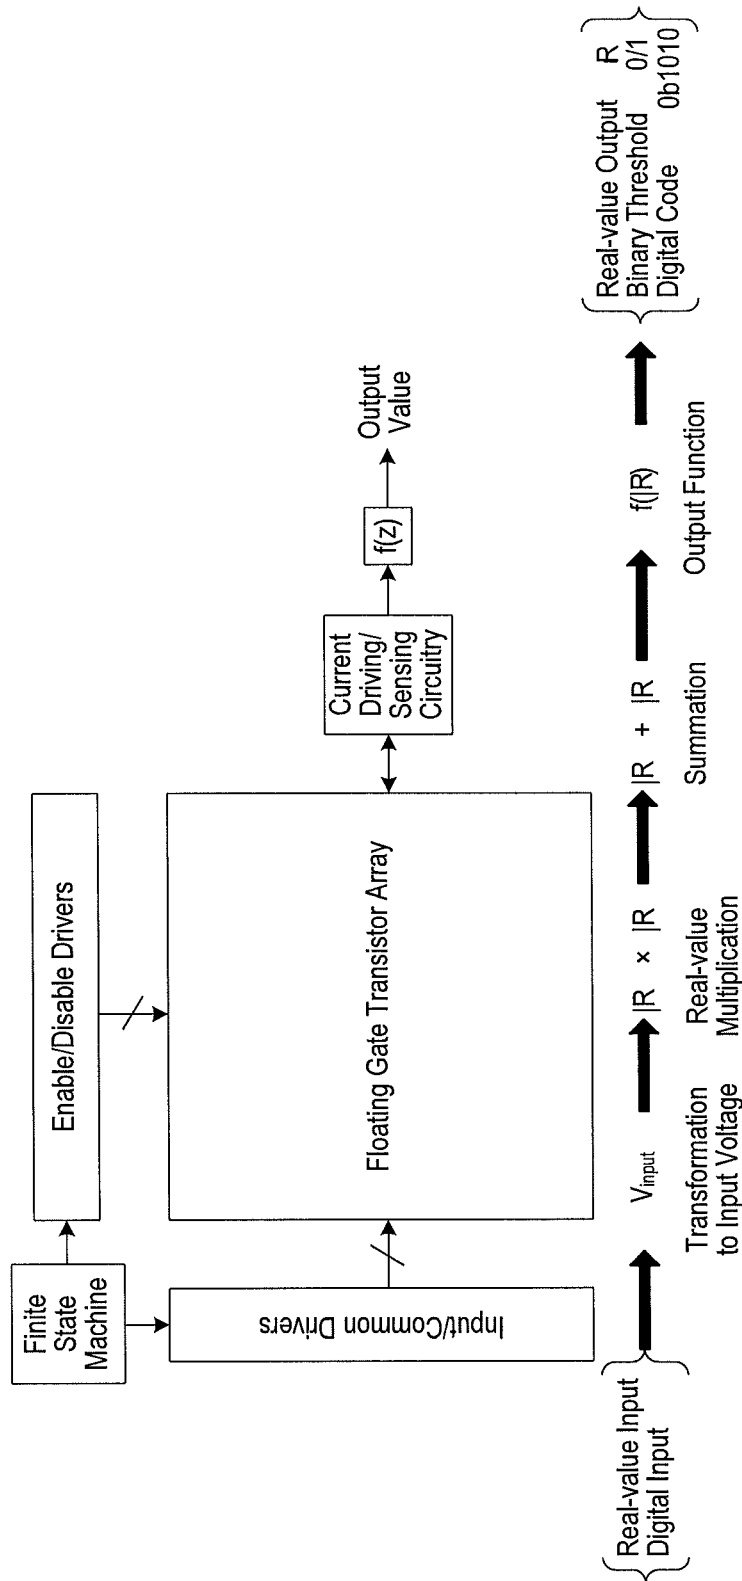 Finite
State
Machine
Enable/Disable Drivers
Input/Common Drivers
Floating Gate Transistor Array
Current
Driving/
Sensing
Circuitry
f(z)
Output
Value
Real-value Input
Digital Input
V input
|R × |R
|R + |R
f(|R)
Real-value Output R
Binary Threshold 0/1
Digital Code 0b1010
Transformation
to Input Voltage
Real-value
Multiplication
Summation
Output Function